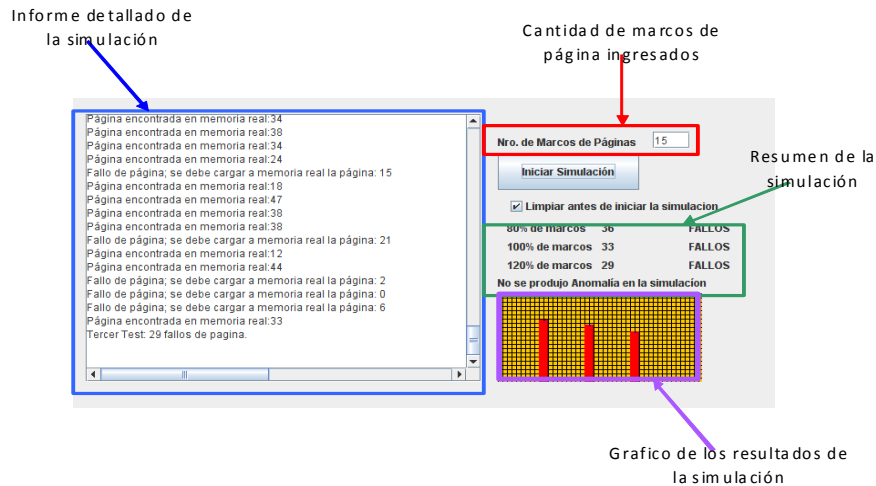 Informe detallado de
la simulación
Cantidad de marcos de
página ingresados
Página encontrada en memoria real:34
Página encontrada en memoria real:38
Página encontrada en memoria real:34
Página encontrada en memoria real:24
Fallo de página; se debe cargar a memoria real la página: 15
Página encontrada en memoria real:18
Página encontrada en memoria real:47
Página encontrada en memoria real:38
Página encontrada en memoria real:38
Fallo de página; se debe cargar a memoria real la página: 21
Página encontrada en memoria real:12
Página encontrada en memoria real:44
Fallo de página; se debe cargar a memoria real la página: 2
Fallo de página; se debe cargar a memoria real la página: 0
Fallo de página; se debe cargar a memoria real la página: 6
Página encontrada en memoria real:33
Tercer Test: 29 fallos de pagina.
Nro. de Marcos de Páginas 15
Iniciar Simulación
Limpiar antes de iniciar la simulacion
Resumen de la
simulación
80% de marcos 36 FALLOS
100% de marcos 33 FALLOS
120% de marcos 29 FALLOS
No se produjo Anomalía en la simulacion
Grafico de los resultados de
la simulación